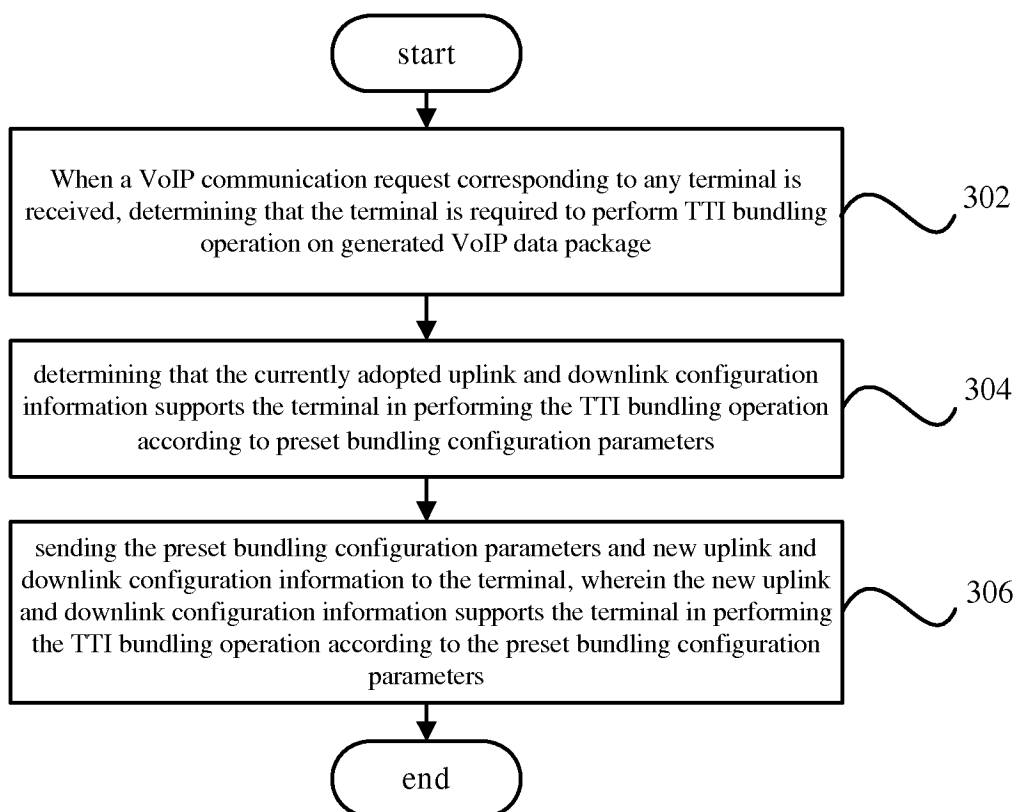 start
When a VoIP communication request corresponding to any terminal is
received, determining that the terminal is required to perform TTI bundling
operation on generated VoIP data package
302
determining that the currently adopted uplink and downlink configuration
information supports the terminal in performing the TTI bundling operation
according to preset bundling configuration parameters
304
sending the preset bundling configuration parameters and new uplink and
downlink configuration information to the terminal, wherein the new uplink
and downlink configuration information supports the terminal in performing
the TTI bundling operation according to the preset bundling configuration
parameters
306
end